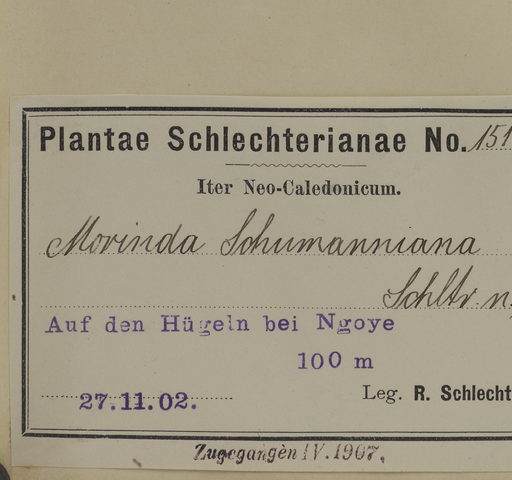 Plantae Schlechterianae No. 151
Iter Neo-Caledonicum.
Morinda Schumanniana
Schltr. n.
Auf den Hügeln bei Ngoye
100 m
27.11.02.
Leg. R. Schlecht
Zugegangen IV. 1907.